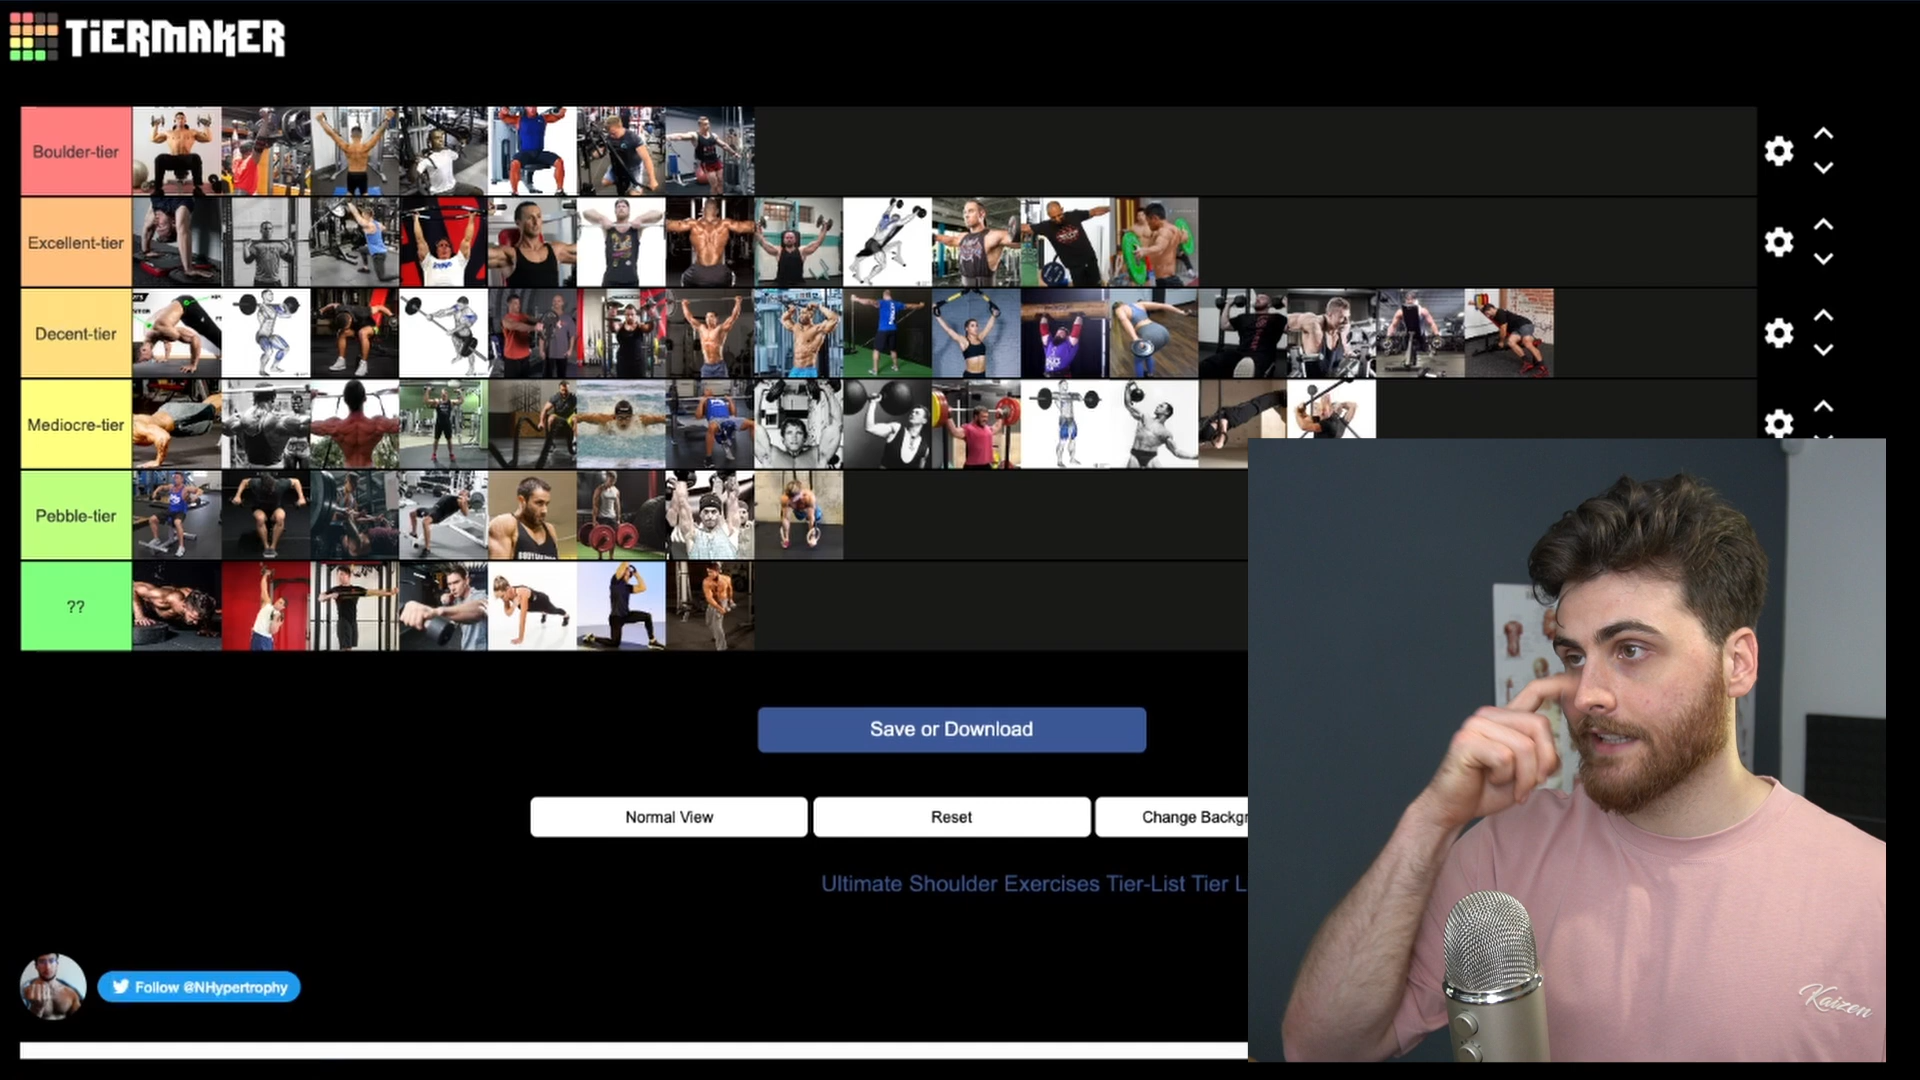 TiERMAKER
Boulder-tier
Excellent-tier
Decent-tier
Mediocre-tier
Pebble-tier
??
Save or Download
Normal View
Reset
Change Backgr
Ultimate Shoulder Exercises Tier-List Tier L
Follow @NHypertrophy
Kaizen